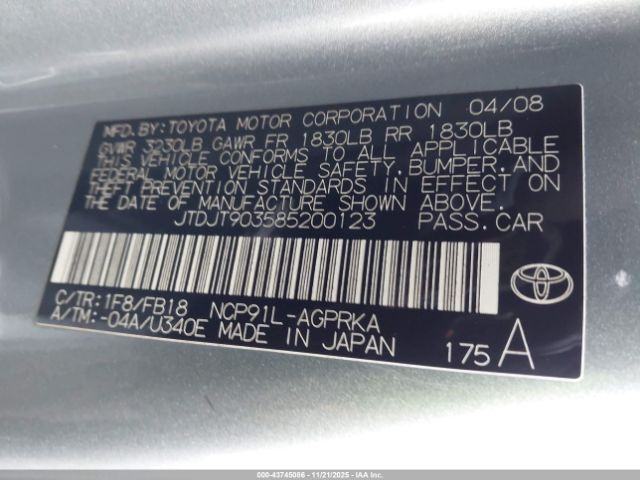 MFD. BY: TOYOTA MOTOR CORPORATION 04/08
GVWR 3230LB GAWR FR 1830LB RR 1830LB
THIS VEHICLE CONFORMS TO ALL APPLICABLE
FEDERAL MOTOR VEHICLE SAFETY, BUMPER, AND
THEFT PREVENTION STANDARDS IN EFFECT ON
THE DATE OF MANUFACTURE SHOWN ABOVE.
JTDJT903585200123 PASS. CAR
C/TR: 1F8/FB18 NCP91L-AGPRKA
A/TM: -04A/U340E MADE IN JAPAN
175 A
TOYOTA
000-43745086 - 11/21/2025 - IAA